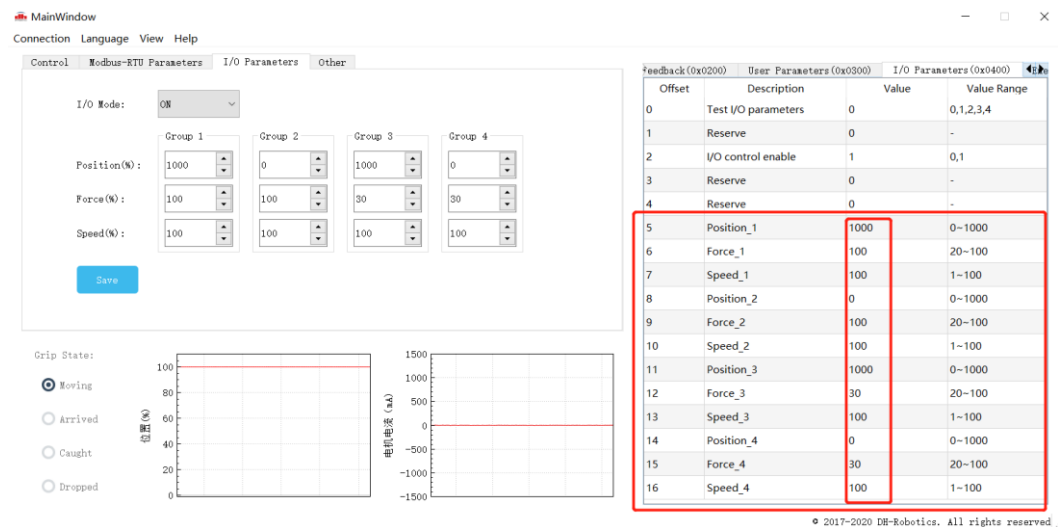 MainWindow
Connection Language View Help
Control Modbus-RTU Parameters I/O Parameters Other
I/O Mode: ON
Group 1 Group 2 Group 3 Group 4
Position(%): 1000 0 1000 0
Force(%): 100 100 30 30
Speed(%): 100 100 100 100
Save
Grip State:
Moving
Arrived
Caught
Dropped
位置(%)
100
80
60
40
20
0
电机电流 (mA)
1500
1000
500
0
-500
-1000
-1500
Feedback(0x0200) User Parameters(0x0300) I/O Parameters(0x0400)
Offset Description Value Value Range
0 Test I/O parameters 0 0,1,2,3,4
1 Reserve 0 -
2 I/O control enable 1 0,1
3 Reserve 0 -
4 Reserve 0 -
5 Position_1 1000 0~1000
6 Force_1 100 20~100
7 Speed_1 100 1~100
8 Position_2 0 0~1000
9 Force_2 100 20~100
10 Speed_2 100 1~100
11 Position_3 1000 0~1000
12 Force_3 30 20~100
13 Speed_3 100 1~100
14 Position_4 0 0~1000
15 Force_4 30 20~100
16 Speed_4 100 1~100
© 2017-2020 DH-Robotics. All rights reserved